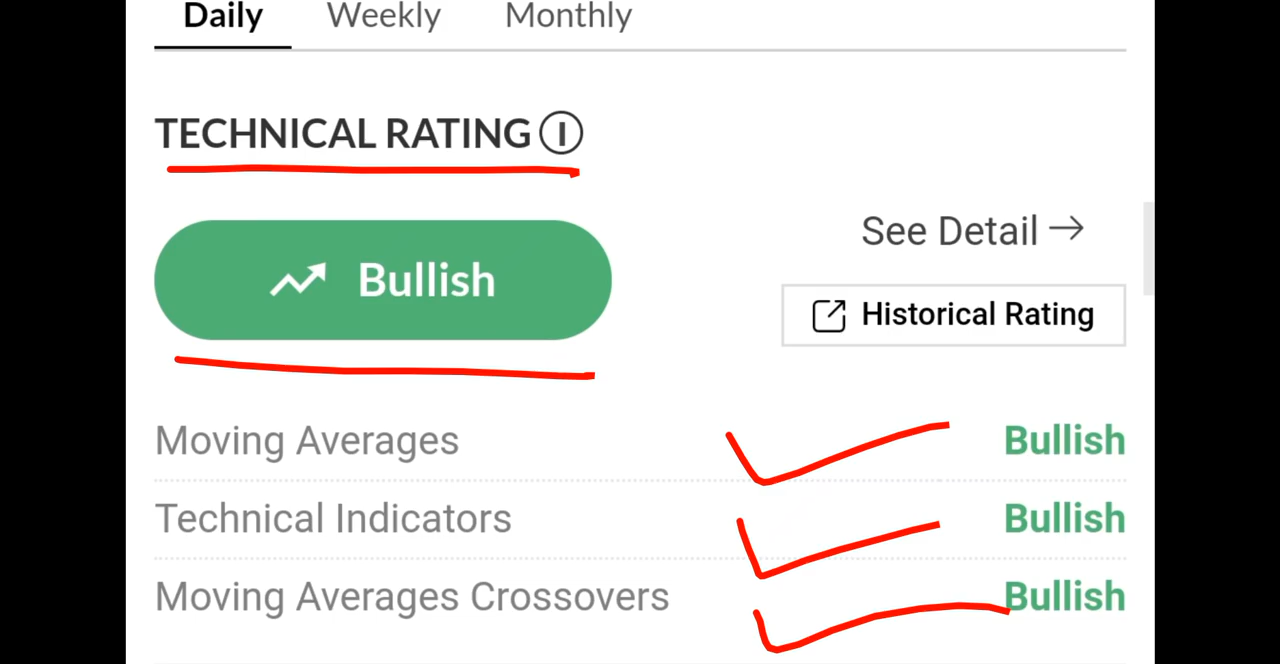 Daily Weekly Monthly
TECHNICAL RATING
Bullish
See Detail →
Historical Rating
Moving Averages Bullish
Technical Indicators Bullish
Moving Averages Crossovers Bullish